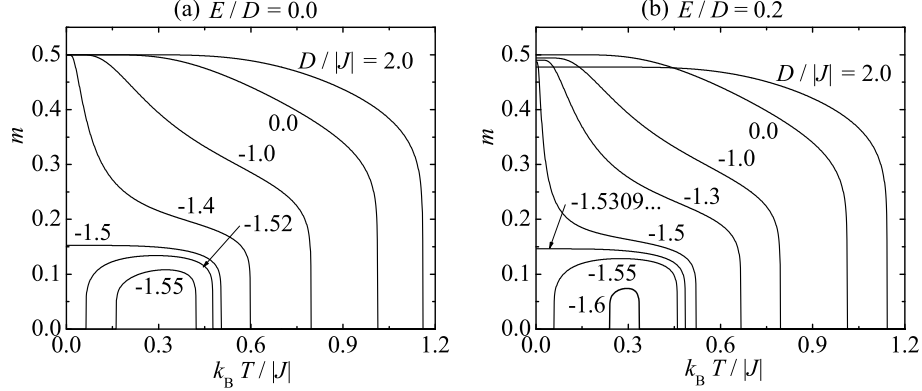 (a) E / D = 0.0
0.5
0.4
0.3
0.2
0.1
0.0
m
D / |J| = 2.0
0.0
-1.0
-1.4
-1.52
-1.5
-1.55
0.0 0.3 0.6 0.9 1.2
k_B T / |J|
(b) E / D = 0.2
0.5
0.4
0.3
0.2
0.1
0.0
m
D / |J| = 2.0
0.0
-1.0
-1.3
-1.5309...
-1.5
-1.55
-1.6
0.0 0.3 0.6 0.9 1.2
k_B T / |J|